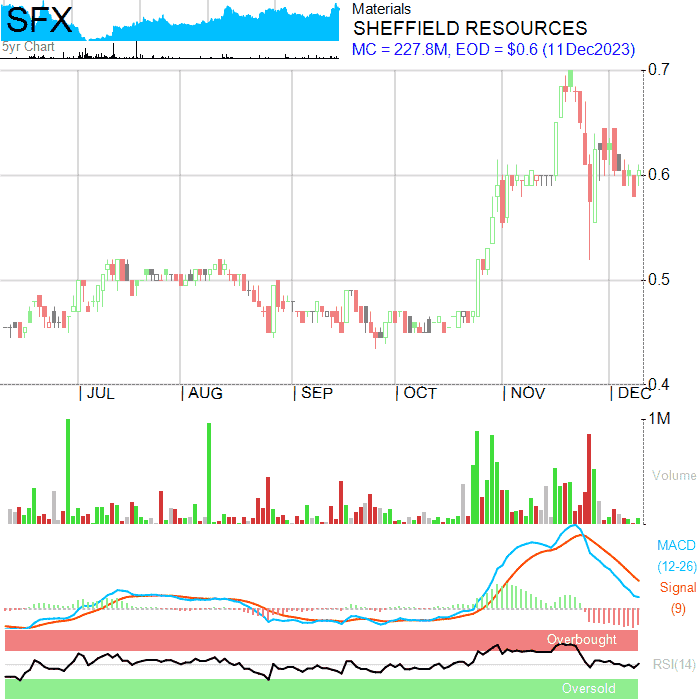 SFX
5yr Chart
Materials
SHEFFIELD RESOURCES
MC = 227.8M, EOD = $0.6 (11Dec2023)
0.7
0.6
0.5
0.4
JUL AUG SEP OCT NOV DEC
1M
Volume
MACD
(12-26)
Signal
(9)
Overbought
RSI(14)
Oversold